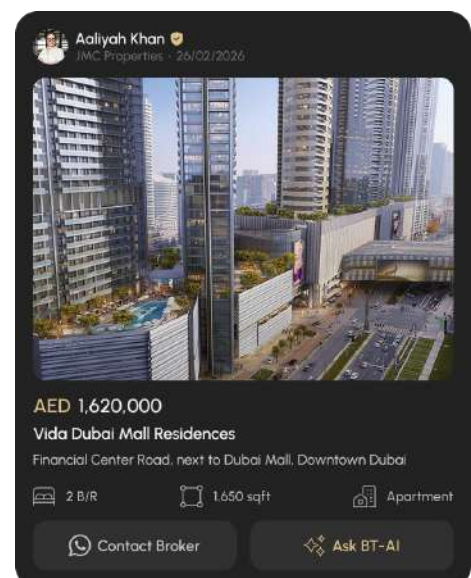 Aaliyah Khan
JMC Properties · 26/02/2026
AED 1,620,000
Vida Dubai Mall Residences
Financial Center Road, next to Dubai Mall, Downtown Dubai
2 B/R
1,650 sqft
Apartment
Contact Broker
Ask BT-AI